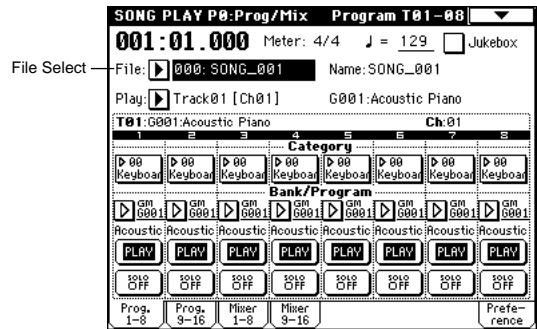 SONG PLAY P0:Prog/Mix Program T01-08
001:01.000 Meter: 4/4 ♩= 129 Jukebox
File Select
File: 000: SONG_001 Name:SONG_001
Play: Track01 [Ch01] G001:Acoustic Piano
T01:G001:Acoustic Piano Ch:01
1 2 3 4 5 6 7 8
Category
00 00 00 00 00 00 00 00
Keyboar Keyboar Keyboar Keyboar Keyboar Keyboar Keyboar Keyboar
Bank/Program
GM GM GM GM GM GM GM GM
G001 G001 G001 G001 G001 G001 G001 G001
Acoustic Acoustic Acoustic Acoustic Acoustic Acoustic Acoustic Acoustic
PLAY PLAY PLAY PLAY PLAY PLAY PLAY PLAY
SOLO SOLO SOLO SOLO SOLO SOLO SOLO SOLO
OFF OFF OFF OFF OFF OFF OFF OFF
Prog. Prog. Mixer Mixer Prefe-
1-8 9-16 1-8 9-16 rence